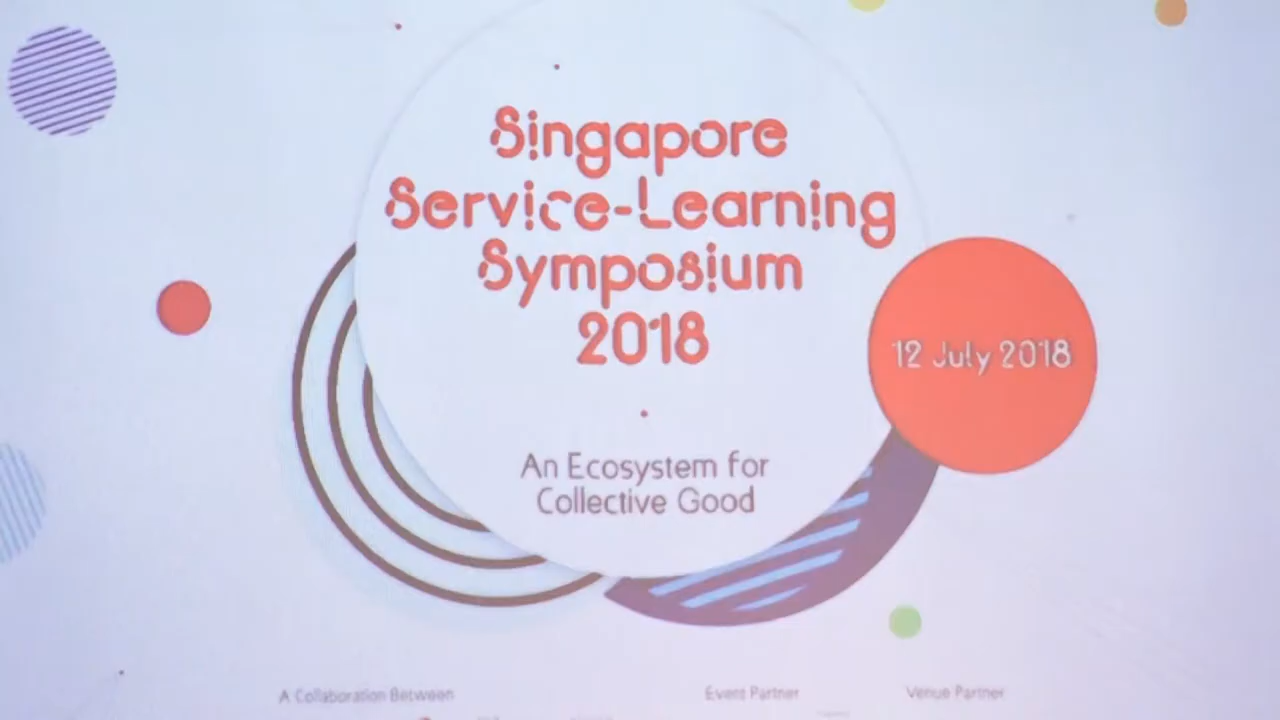 Singapore
Service-Learning
Symposium
2018
12 July 2018
An Ecosystem for
Collective Good
A Collaboration Between
Event Partner
Venue Partner